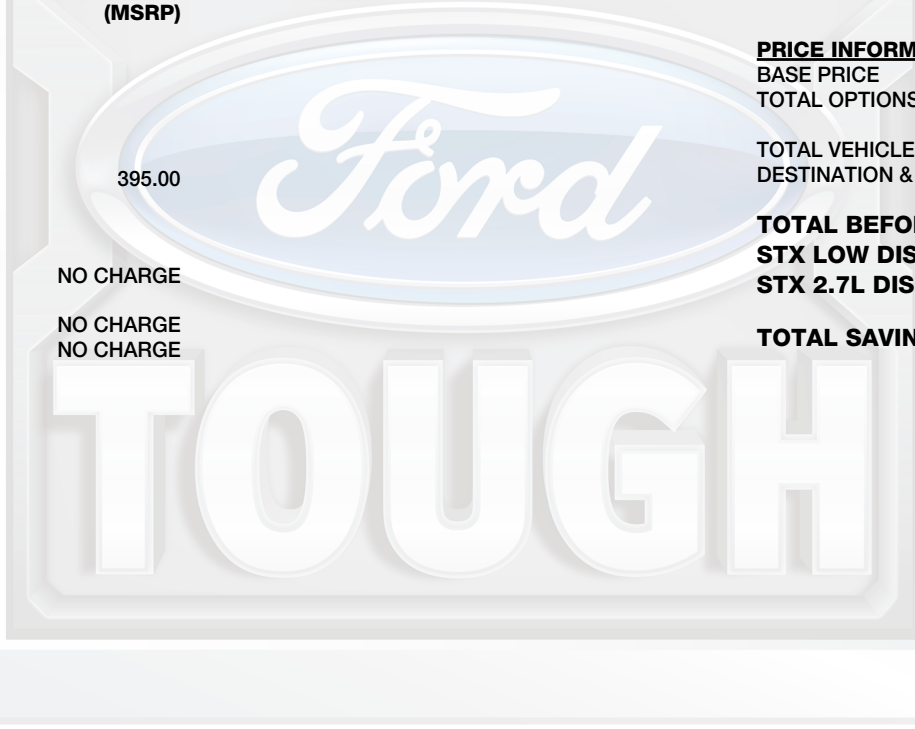 (MSRP)
395.00
NO CHARGE
NO CHARGE
NO CHARGE
PRICE INFORM
BASE PRICE
TOTAL OPTIONS
TOTAL VEHICLE
DESTINATION &
TOTAL BEFO
STX LOW DIS
STX 2.7L DIS
TOTAL SAVIN
Ford
TOUGH